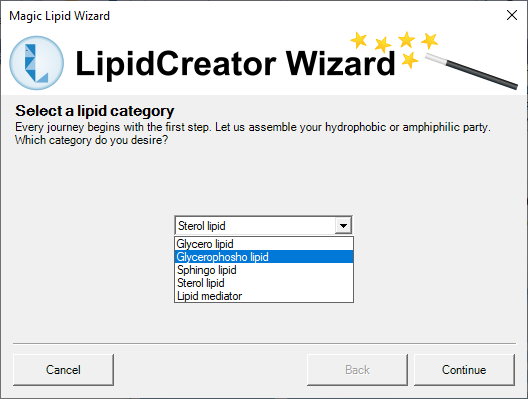 Magic Lipid Wizard
LipidCreator Wizard
Select a lipid category
Every journey begins with the first step. Let us assemble your hydrophobic or amphiphilic party.
Which category do you desire?
Sterol lipid
Glycero lipid
Glycerophosho lipid
Sphingo lipid
Sterol lipid
Lipid mediator
Cancel
Back
Continue